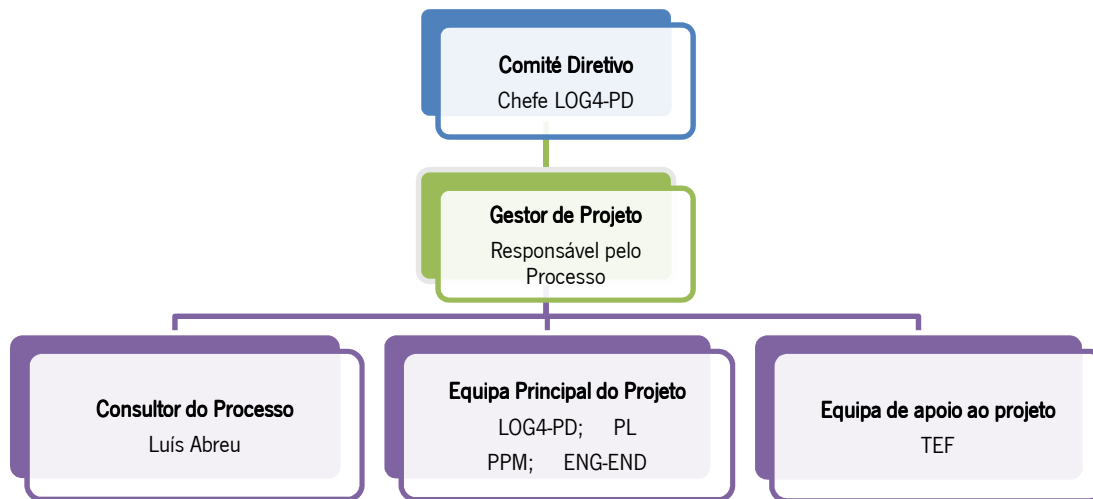 Comité Diretivo
Chefe LOG4-PD
Gestor de Projeto
Responsável pelo
Processo
Consultor do Processo
Luís Abreu
Equipa Principal do Projeto
LOG4-PD; PL
PPM; ENG-END
Equipa de apoio ao projeto
TEF